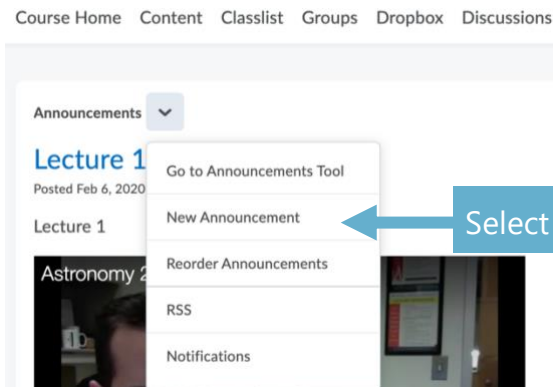 Course Home Content Classlist Groups Dropbox Discussions
Announcements
Lecture 1
Posted Feb 6, 2020
Lecture 1
Astronomy 2
Go to Announcements Tool
New Announcement
Reorder Announcements
RSS
Notifications
Select